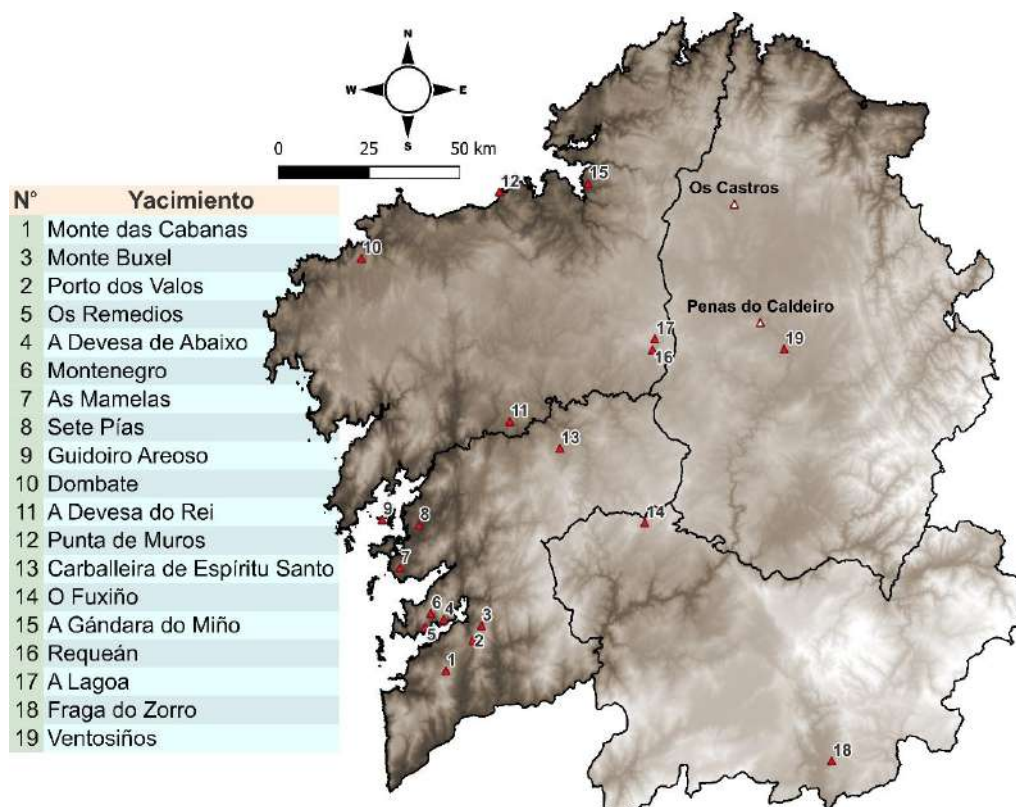 N
W E
S
0 25 50 km
N° Yacimiento
1 Monte das Cabanas
3 Monte Buxel
2 Porto dos Valos
5 Os Remedios
4 A Devesa de Abaixo
6 Montenegro
7 As Mamelas
8 Sete Pías
9 Guidoiro Areoso
10 Dombate
11 A Devesa do Rei
12 Punta de Muros
13 Carballeira de Espíritu Santo
14 O Fuxiño
15 A Gándara do Miño
16 Requeán
17 A Lagoa
18 Fraga do Zorro
19 Ventosiños
15
12
Os Castros
10
Penas do Caldeiro
17
19
16
11
13
9
8
14
7
6
4
3
5
2
1
18